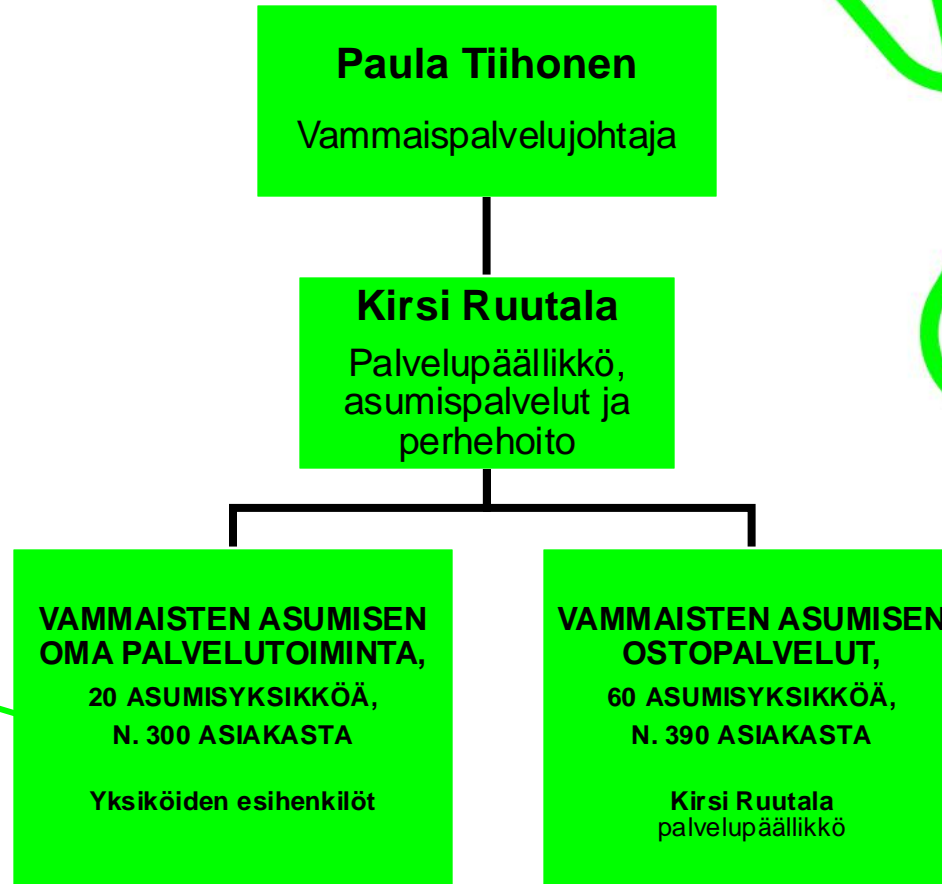 Paula Tiihonen
Vammaispalvelujohtaja
Kirsi Ruutala
Palvelupäällikkö,
asumispalvelut ja
perhehoito
VAMMAISTEN ASUMISEN
OMA PALVELUTOIMINTA,
20 ASUMISYKSIKKÖÄ,
N. 300 ASIAKASTA
Yksiköiden esihenkilöt
VAMMAISTEN ASUMISEN
OSTOPALVELUT,
60 ASUMISYKSIKKÖÄ,
N. 390 ASIAKASTA
Kirsi Ruutala
palvelupäällikkö